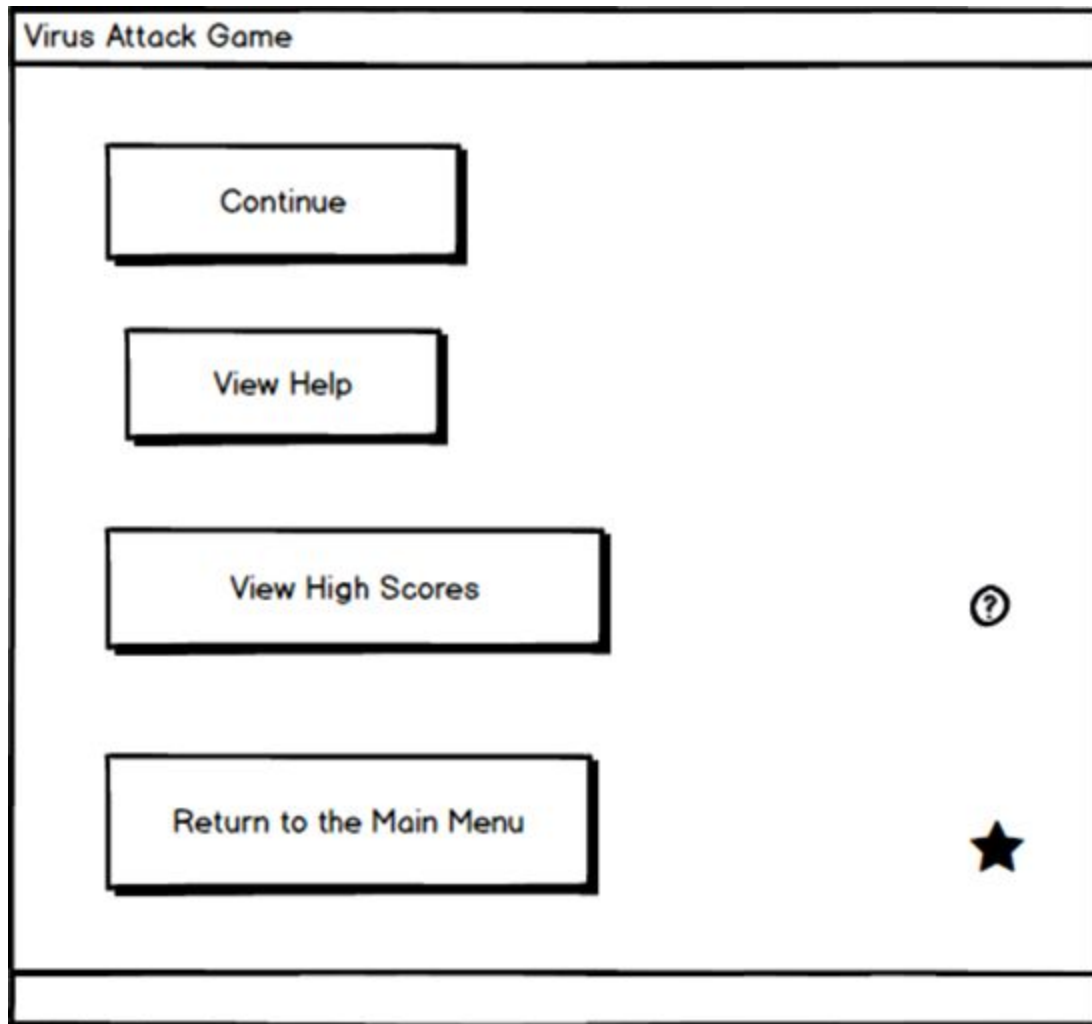 Virus Attack Game
Continue
View Help
View High Scores
?
Return to the Main Menu